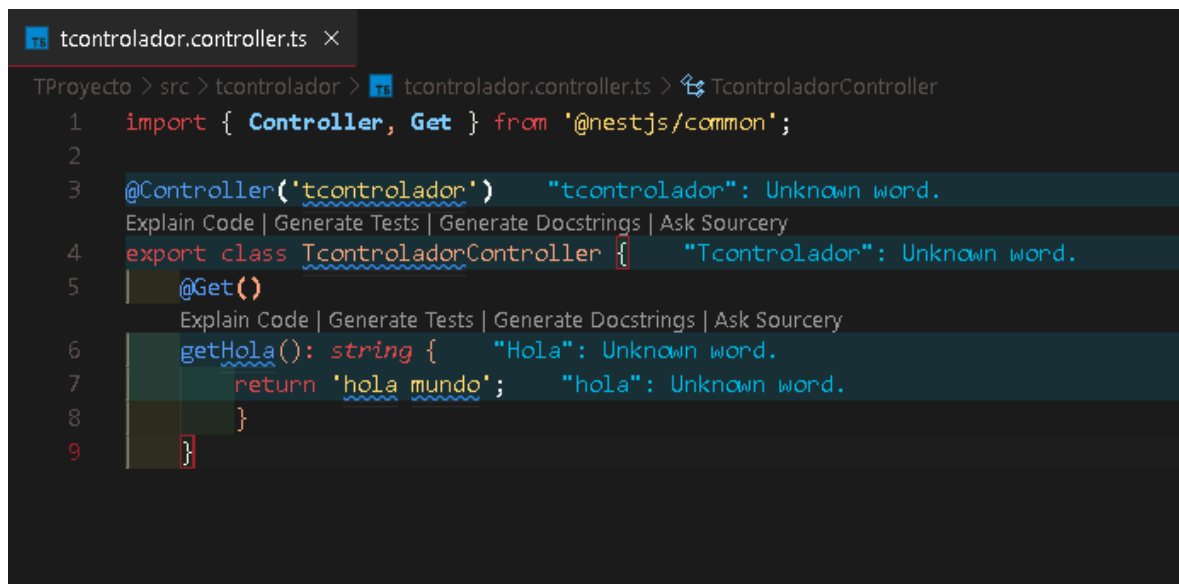 TS tcontrolador.controller.ts ×
TProyecto > src > tcontrolador > TS tcontrolador.controller.ts > TcontroladorController
1 import { Controller, Get } from '@nestjs/common';
2
3 @Controller('tcontrolador') "tcontrolador": Unknown word.
Explain Code | Generate Tests | Generate Docstrings | Ask Sourcery
4 export class TcontroladorController { "Tcontrolador": Unknown word.
5 @Get()
Explain Code | Generate Tests | Generate Docstrings | Ask Sourcery
6 getHola(): string { "Hola": Unknown word.
7 return 'hola mundo'; "hola": Unknown word.
8 }
9 }